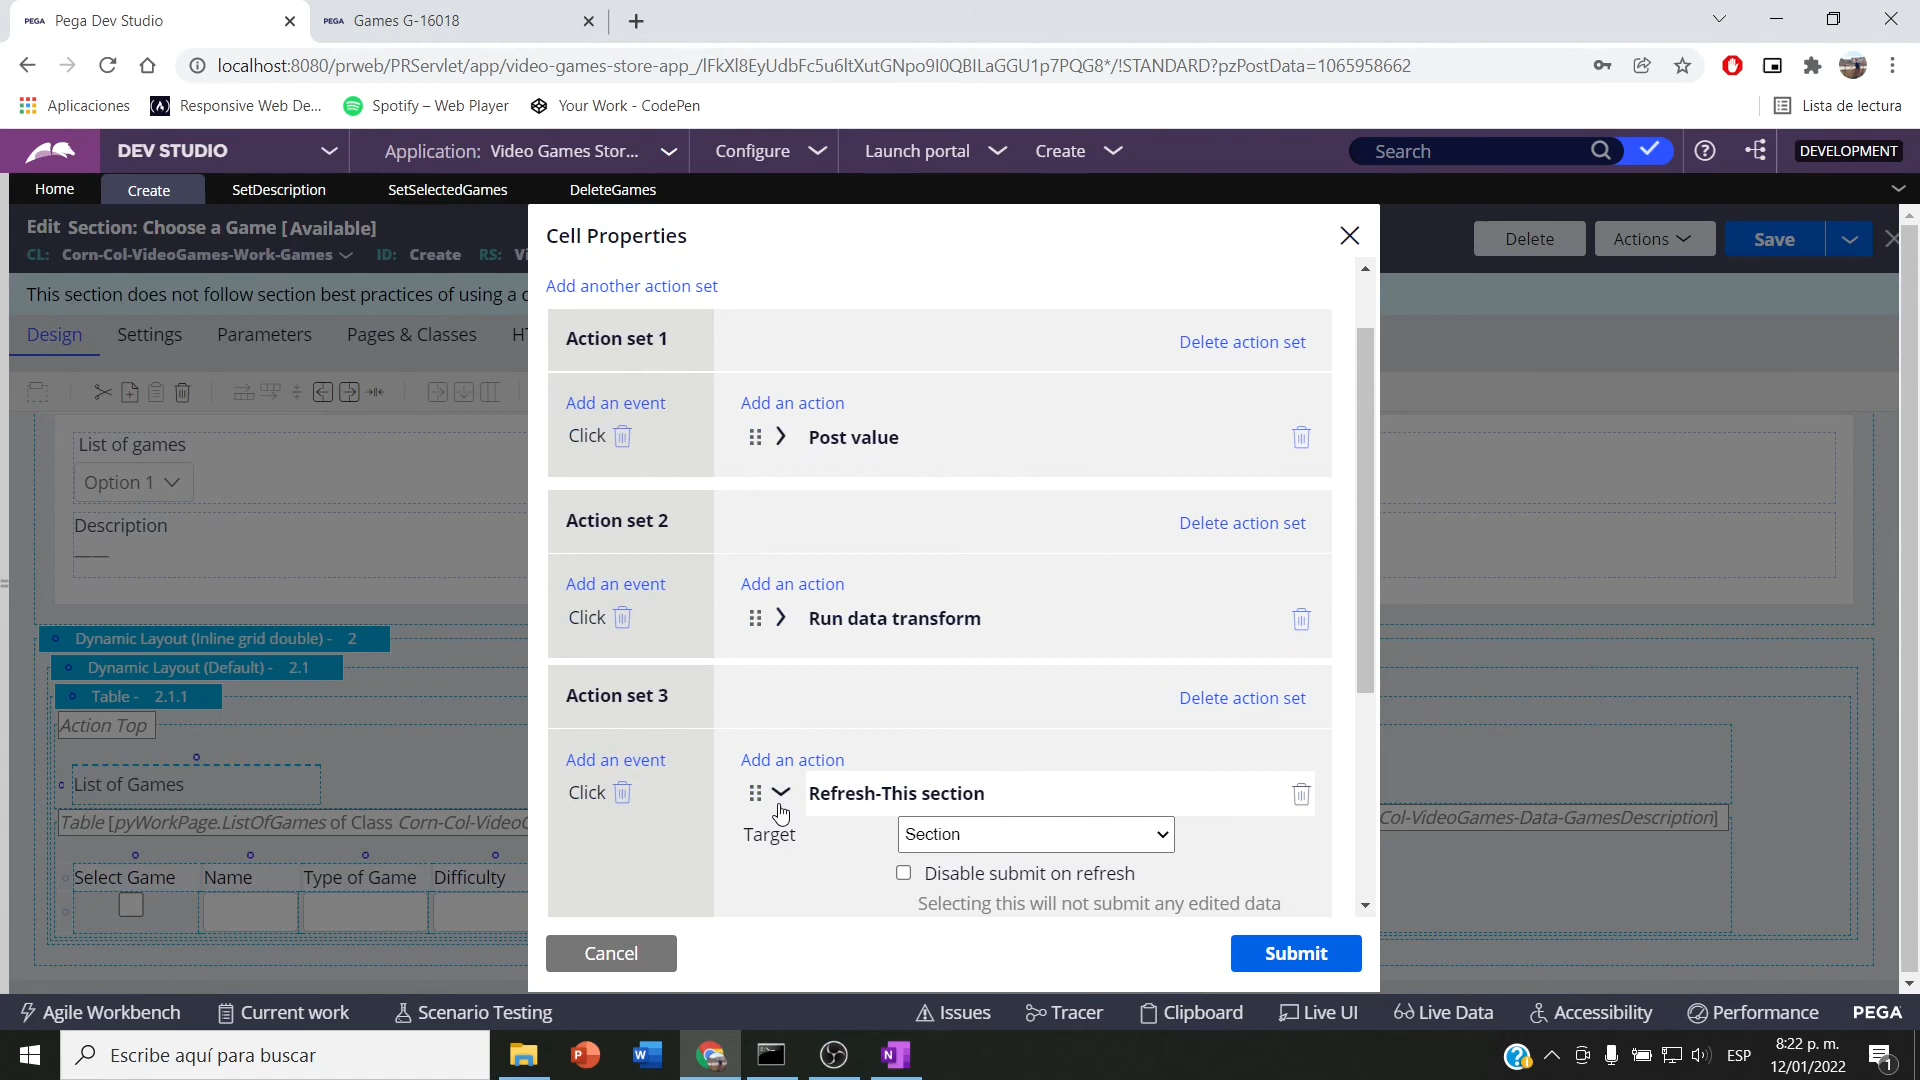 PEGA Pega Dev Studio
PEGA Games G-16018
localhost:8080/prweb/PRServlet/app/video-games-store-app_/lFkXl8EyUdbFc5u6ltXutGNpo9I0QBILaGGU1p7PQG8*/!STANDARD?pzPostData=1065958662
Aplicaciones
Responsive Web De...
Spotify – Web Player
Your Work - CodePen
Lista de lectura
DEV STUDIO
Application: Video Games Stor...
Configure
Launch portal
Create
Search
DEVELOPMENT
Home
Create
SetDescription
SetSelectedGames
DeleteGames
Edit Section: Choose a Game [Available]
CL: Corn-Col-VideoGames-Work-Games ID: Create RS: Vi
Delete
Actions
Save
This section does not follow section best practices of using a d
Design
Settings
Parameters
Pages & Classes
HT
List of games
Option 1
Description
Dynamic Layout (Inline grid double) - 2
Dynamic Layout (Default) - 2.1
Table - 2.1.1
Action Top
List of Games
Table [pyWorkPage.ListOfGames of Class Corn-Col-VideoG
Col-VideoGames-Data-GamesDescription]
Select Game
Name
Type of Game
Difficulty
Cell Properties
Add another action set
Action set 1
Delete action set
Add an event
Add an action
Click
Post value
Action set 2
Delete action set
Add an event
Add an action
Click
Run data transform
Action set 3
Delete action set
Add an event
Add an action
Click
Refresh-This section
Target
Section
Disable submit on refresh
Selecting this will not submit any edited data
Cancel
Submit
Agile Workbench
Current work
Scenario Testing
Issues
Tracer
Clipboard
Live UI
Live Data
Accessibility
Performance
PEGA
Escribe aquí para buscar
ESP
8:22 p. m.
12/01/2022
1